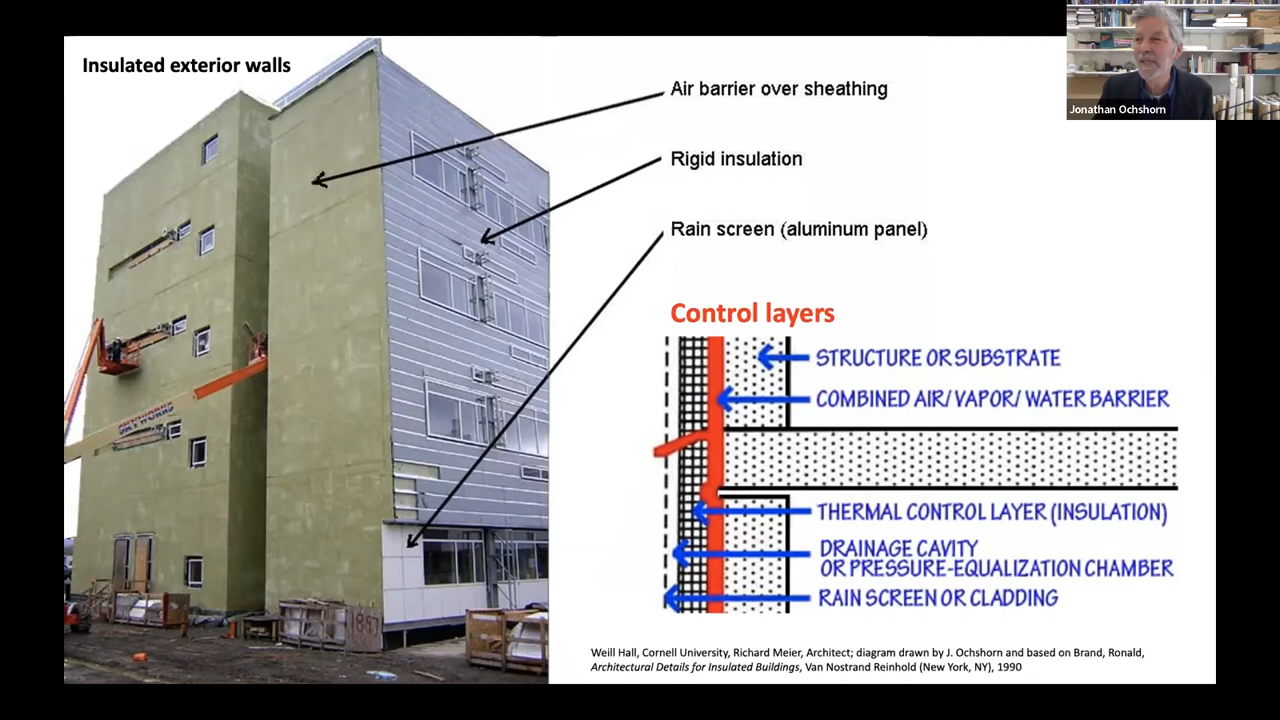 Insulated exterior walls
Air barrier over sheathing
Rigid insulation
Rain screen (aluminum panel)
Control layers
STRUCTURE OR SUBSTRATE
COMBINED AIR/ VAPOR/ WATER BARRIER
THERMAL CONTROL LAYER (INSULATION)
DRAINAGE CAVITY
OR PRESSURE-EQUALIZATION CHAMBER
RAIN SCREEN OR CLADDING
Weill Hall, Cornell University, Richard Meier, Architect; diagram drawn by J. Ochshorn and based on Brand, Ronald,
Architectural Details for Insulated Buildings, Van Nostrand Reinhold (New York, NY), 1990
Jonathan Ochshorn